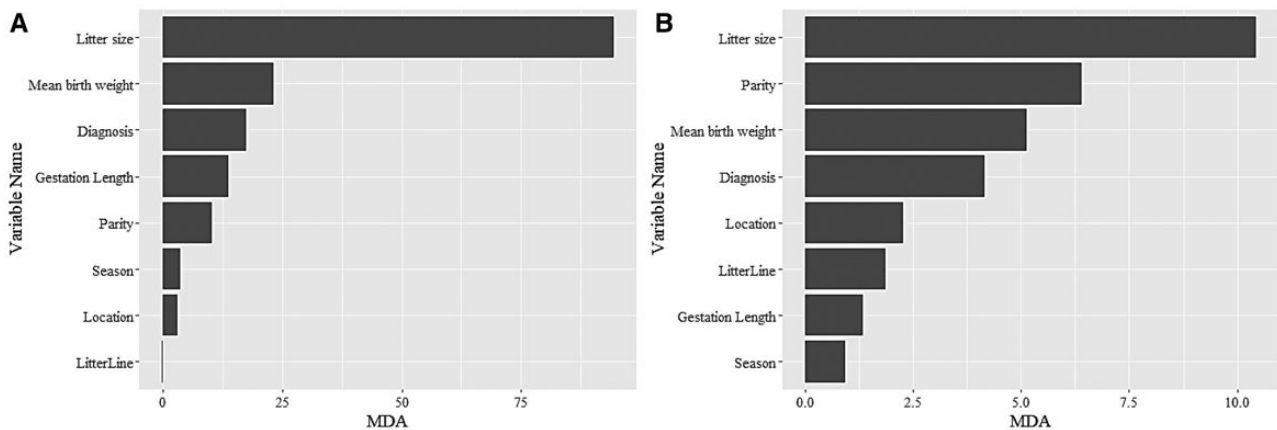 A
Variable Name
Litter size
Mean birth weight
Diagnosis
Gestation Length
Parity
Season
Location
LitterLine
0 25 50 75
MDA
B
Variable Name
Litter size
Parity
Mean birth weight
Diagnosis
Location
LitterLine
Gestation Length
Season
0.0 2.5 5.0 7.5 10.0
MDA